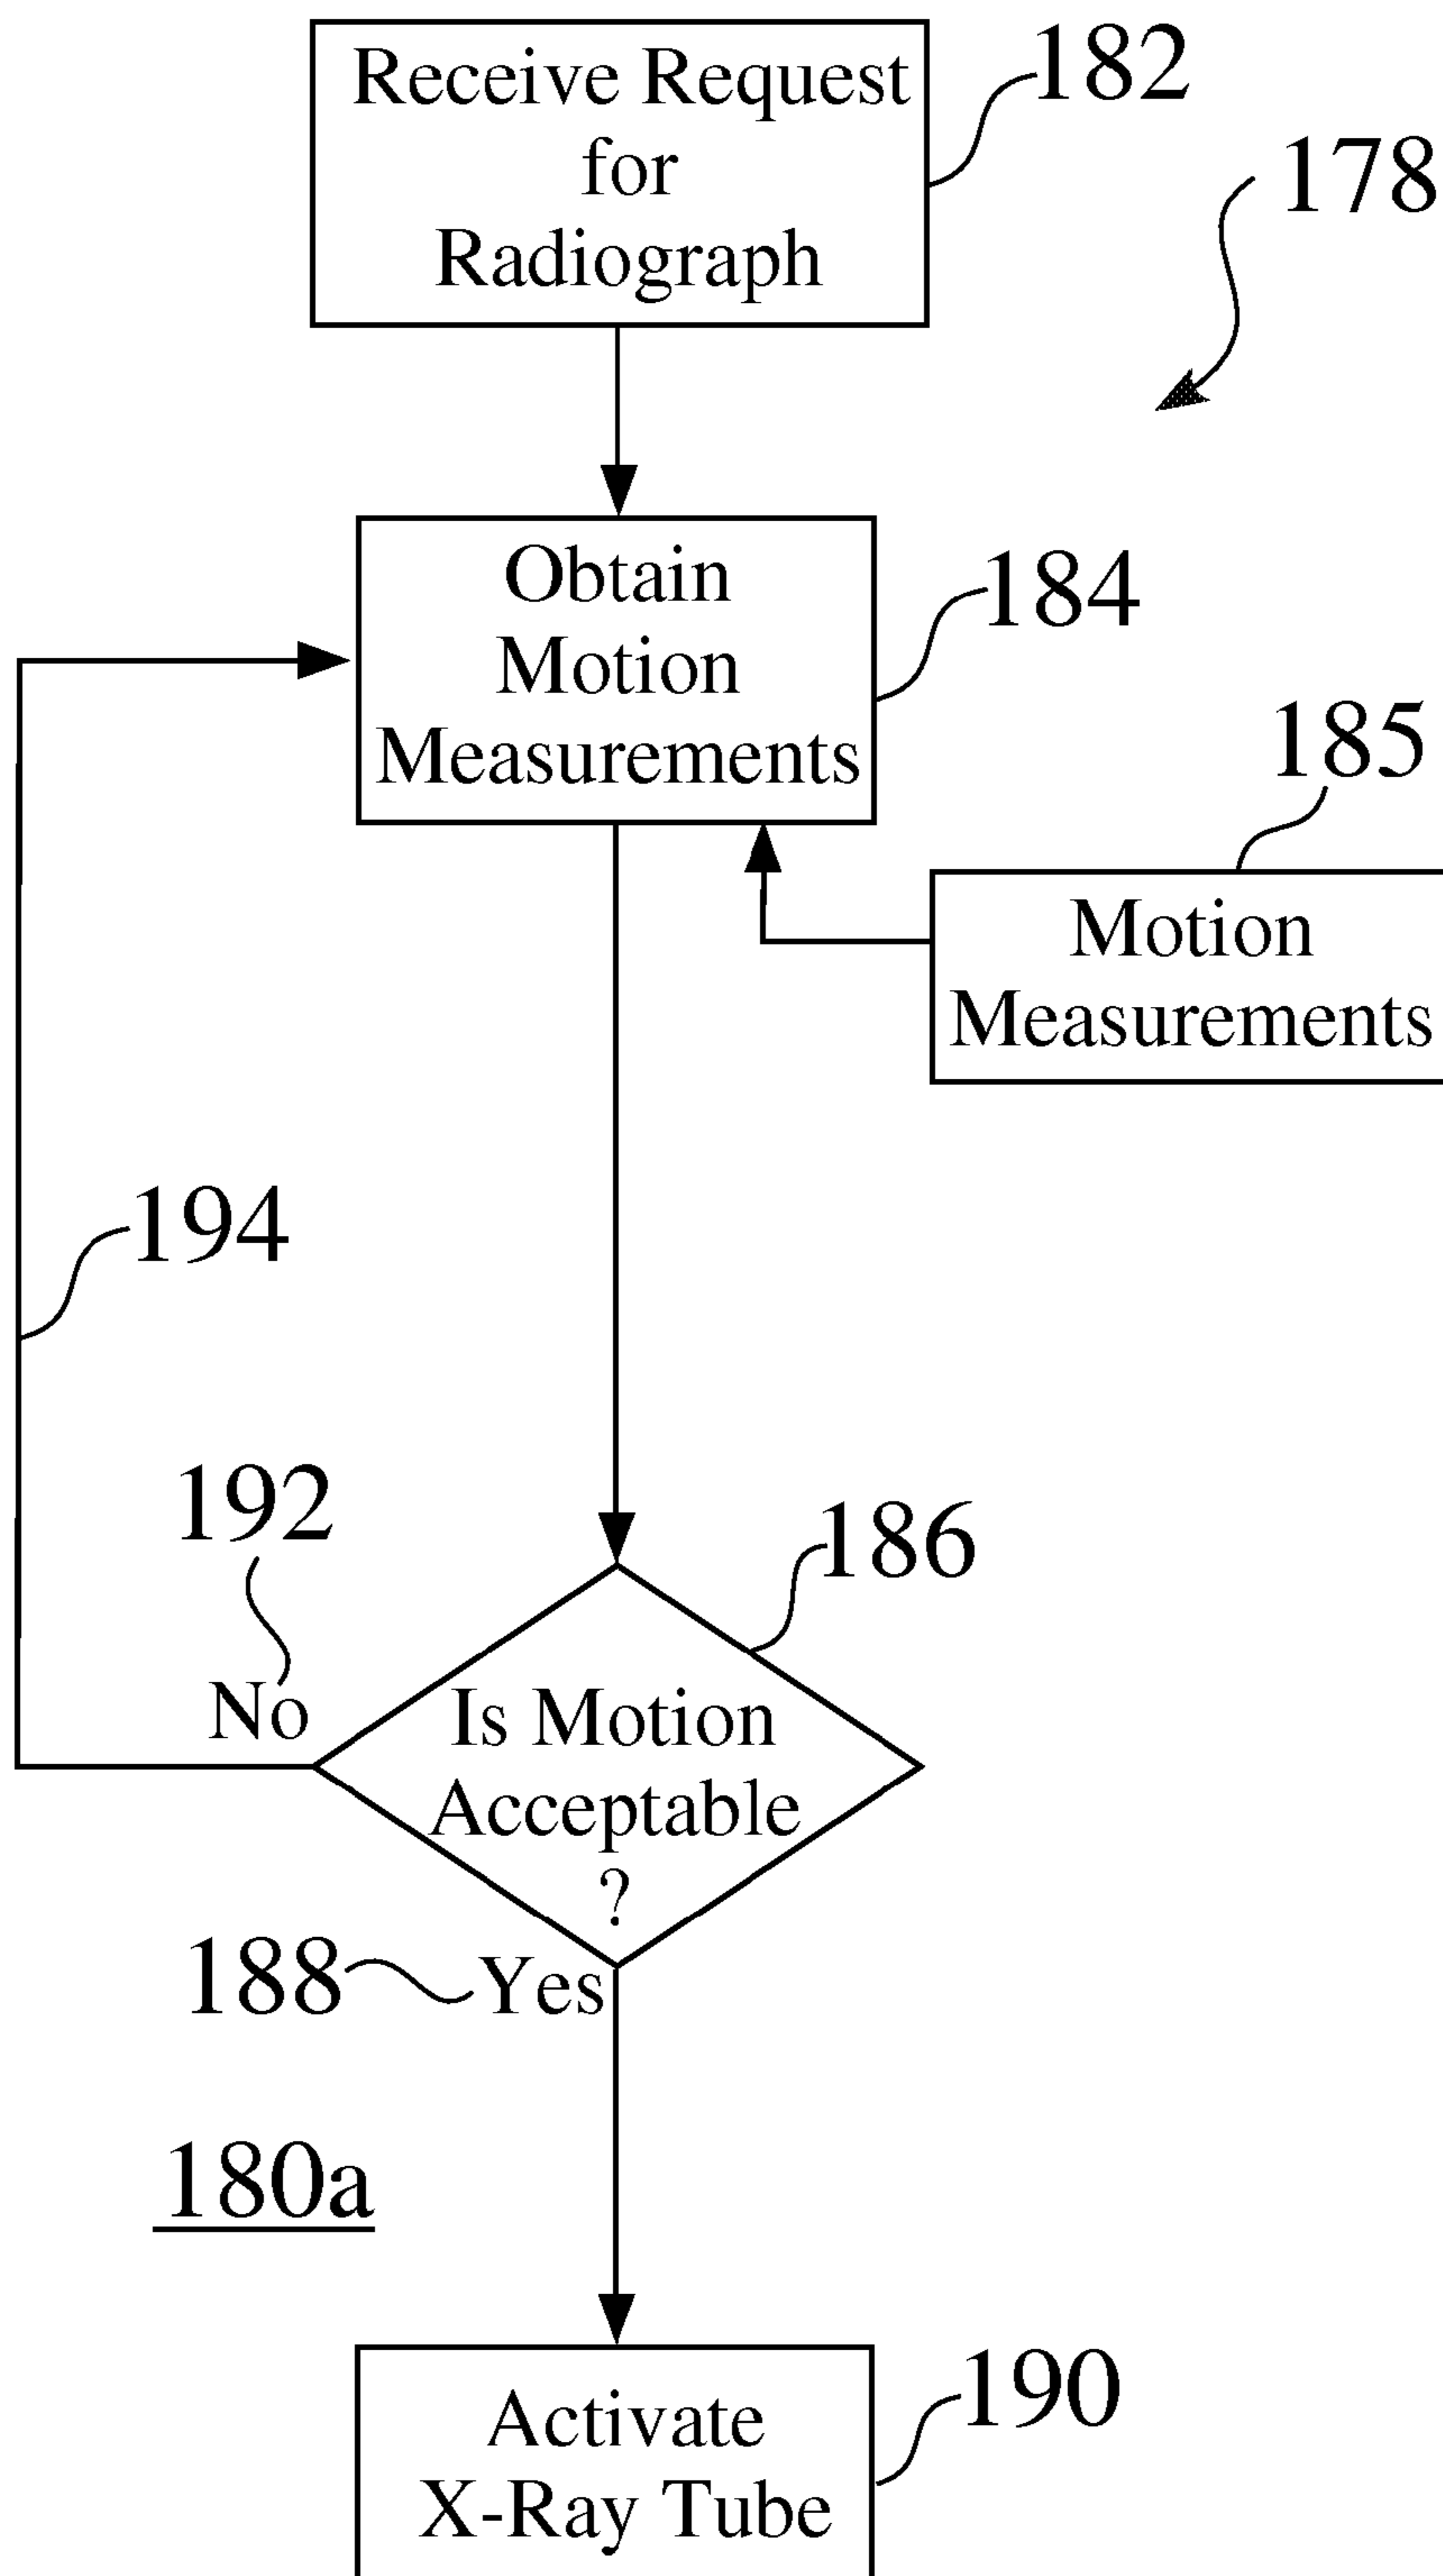 Receive Request
for
Radiograph
182
178
Obtain
Motion
Measurements
184
185
Motion
Measurements
194
192
No
186
Is Motion
Acceptable
?
188
Yes
180a
Activate
X-Ray Tube
190